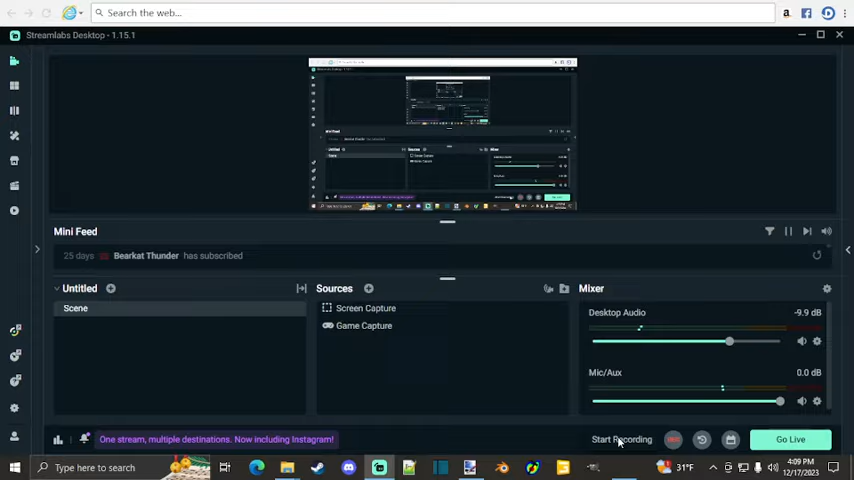 Search the web...
Streamlabs Desktop - 1.15.1
Mini Feed
25 days Bearkat Thunder has subscribed
Untitled
Sources
Mixer
Scene
Screen Capture
Game Capture
Desktop Audio -9.9 dB
Mic/Aux 0.0 dB
One stream, multiple destinations. Now including Instagram!
Start Recording
REC
Go Live
Type here to search
31°F
4:09 PM
12/17/2023